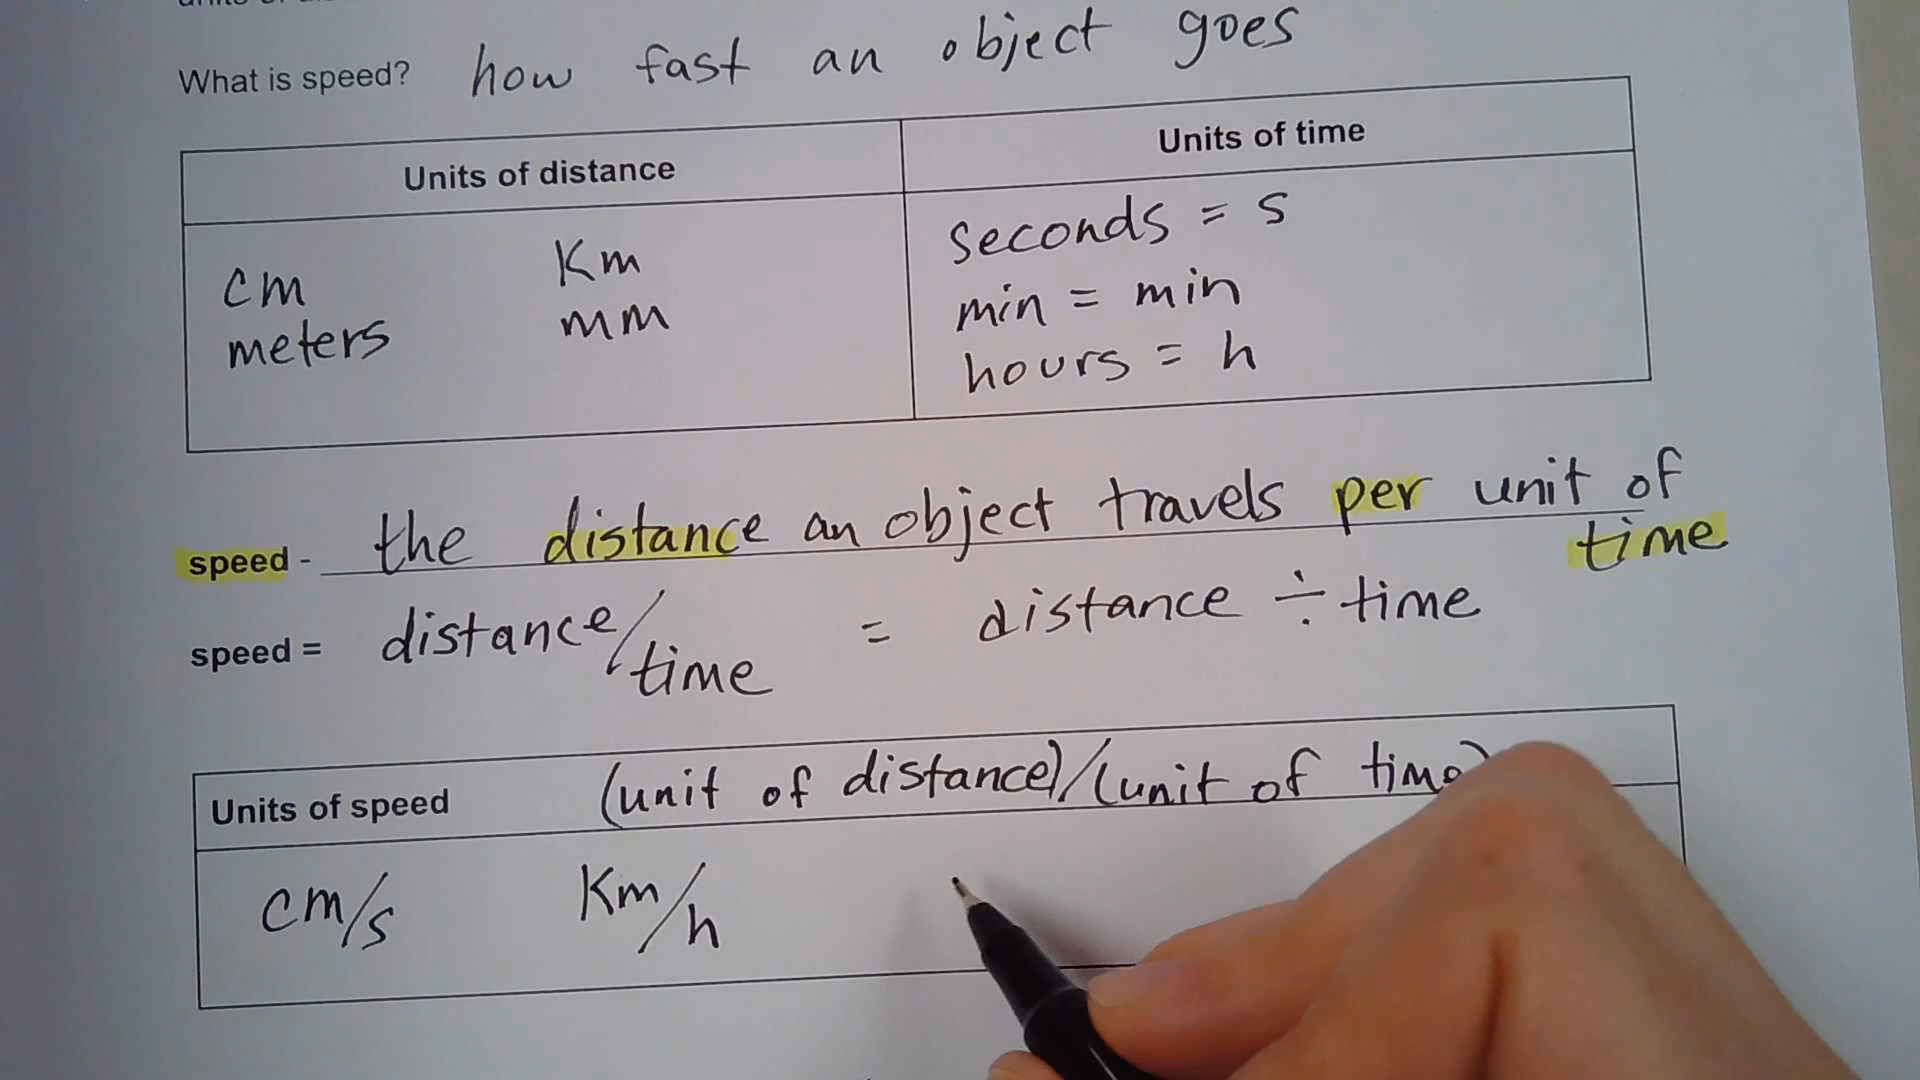 What is speed? how fast an object goes
Units of distance Units of time
cm Km seconds = s
meters mm min = min
hours = h
speed - the distance an object travels per unit of
time
speed = distance/time = distance ÷ time
Units of speed (unit of distance)/(unit of time)
cm/s Km/h